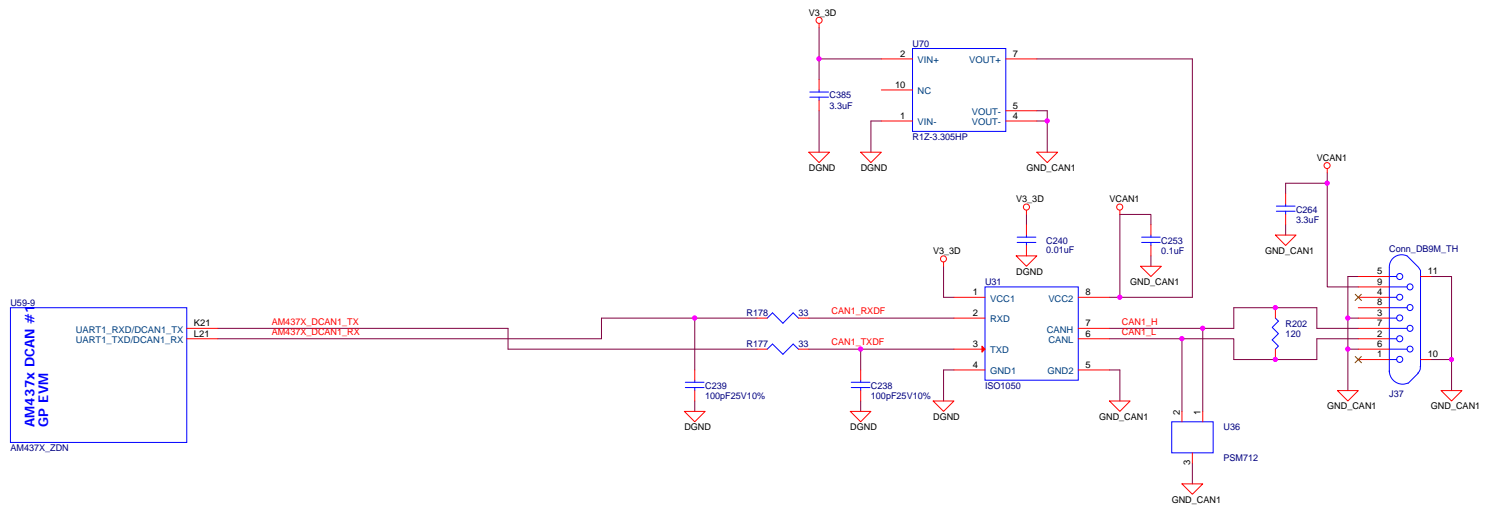 V3_3D
U70
2
VIN+
VOUT+
7
C385
3.3uF
10
NC
VOUT-
5
VOUT-
4
1
VIN-
R1Z-3.305HP
DGND
DGND
GND_CAN1
VCAN1
C264
3.3uF
GND_CAN1
V3_3D
C240
0.01uF
DGND
VCAN1
C253
0.1uF
GND_CAN1
V3_3D
Conn_DB9M_TH
5
9
4
8
3
7
2
6
1
11
10
J37
GND_CAN1
GND_CAN1
U59-9
AM437x DCAN #1
GP EVM
UART1_RXD/DCAN1_TX
K21
UART1_TXD/DCAN1_RX
L21
AM437X_ZDN
AM437X_DCAN1_TX
AM437X_DCAN1_RX
R178
33
CAN1_RXDF
R177
33
CAN1_TXDF
C239
100pF25V10%
DGND
C238
100pF25V10%
DGND
U31
1
VCC1
VCC2
8
2
RXD
CANH
7
CANL
6
3
TXD
4
GND1
GND2
5
ISO1050
DGND
GND_CAN1
CAN1_H
CAN1_L
R202
120
2
1
U36
PSM712
3
GND_CAN1